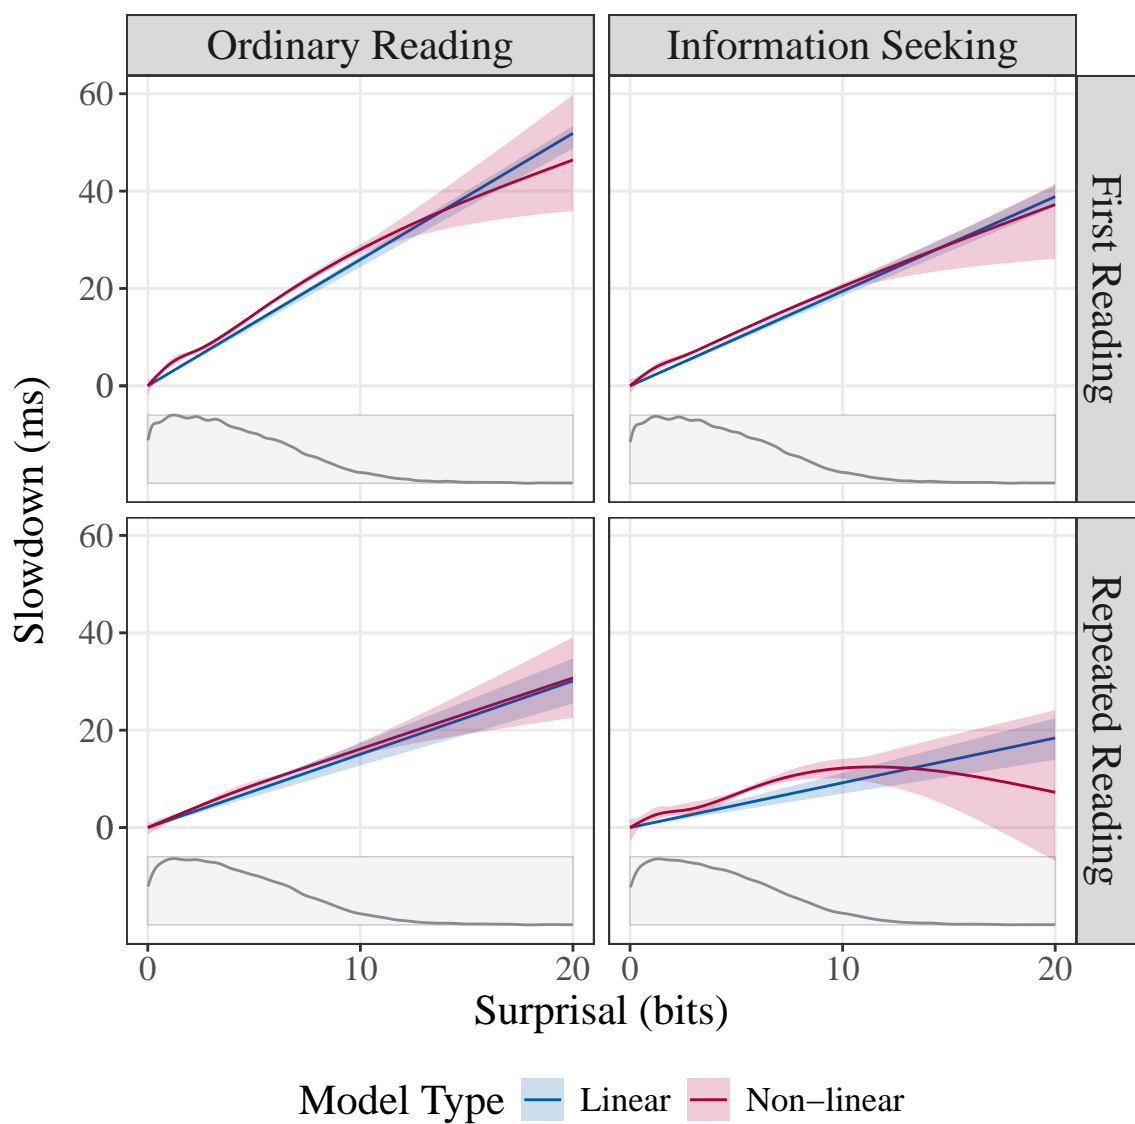 Ordinary Reading
Information Seeking
60
40
20
0
First Reading
Slowdown (ms)
60
40
20
0
Repeated Reading
0
10
20
0
10
20
Surprisal (bits)
Model Type
Linear
Non−linear